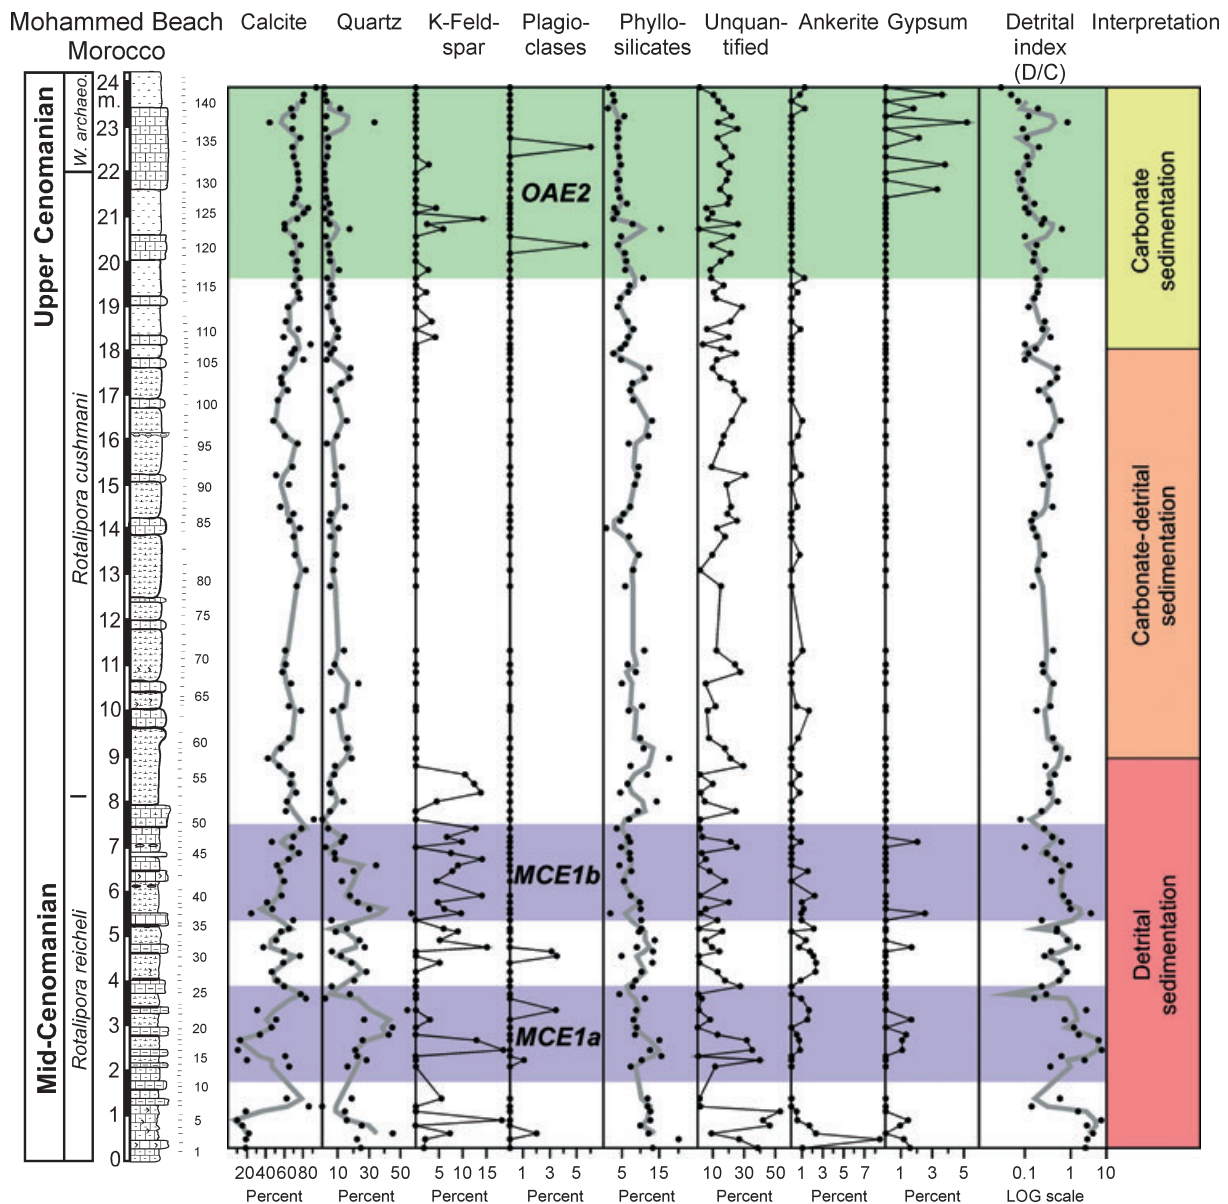 Mohammed Beach
Morocco
Calcite
Quartz
K-Feld-
spar
Plagio-
clases
Phyllo-
silicates
Unquan-
tified
Ankerite
Gypsum
Detrital
index
(D/C)
Interpretation
Upper Cenomanian
Mid-Cenomanian
W. archaeo.
Rotalipora cushmani
I
Rotalipora reicheli
24
m.
23
22
21
20
19
18
17
16
15
14
13
12
11
10
9
8
7
6
5
4
3
2
1
0
140
135
130
125
120
115
110
105
100
95
90
85
80
75
70
65
60
55
50
45
40
35
30
25
20
15
10
5
1
OAE2
MCE1b
MCE1a
Carbonate
sedimentation
Carbonate-detrital
sedimentation
Detrital
sedimentation
20 40 60 80
10 30 50
5 10 15
1 3 5
5 15
10 30 50
1 3 5 7
1 3 5
0.1 1 10
Percent
Percent
Percent
Percent
Percent
Percent
Percent
Percent
LOG scale